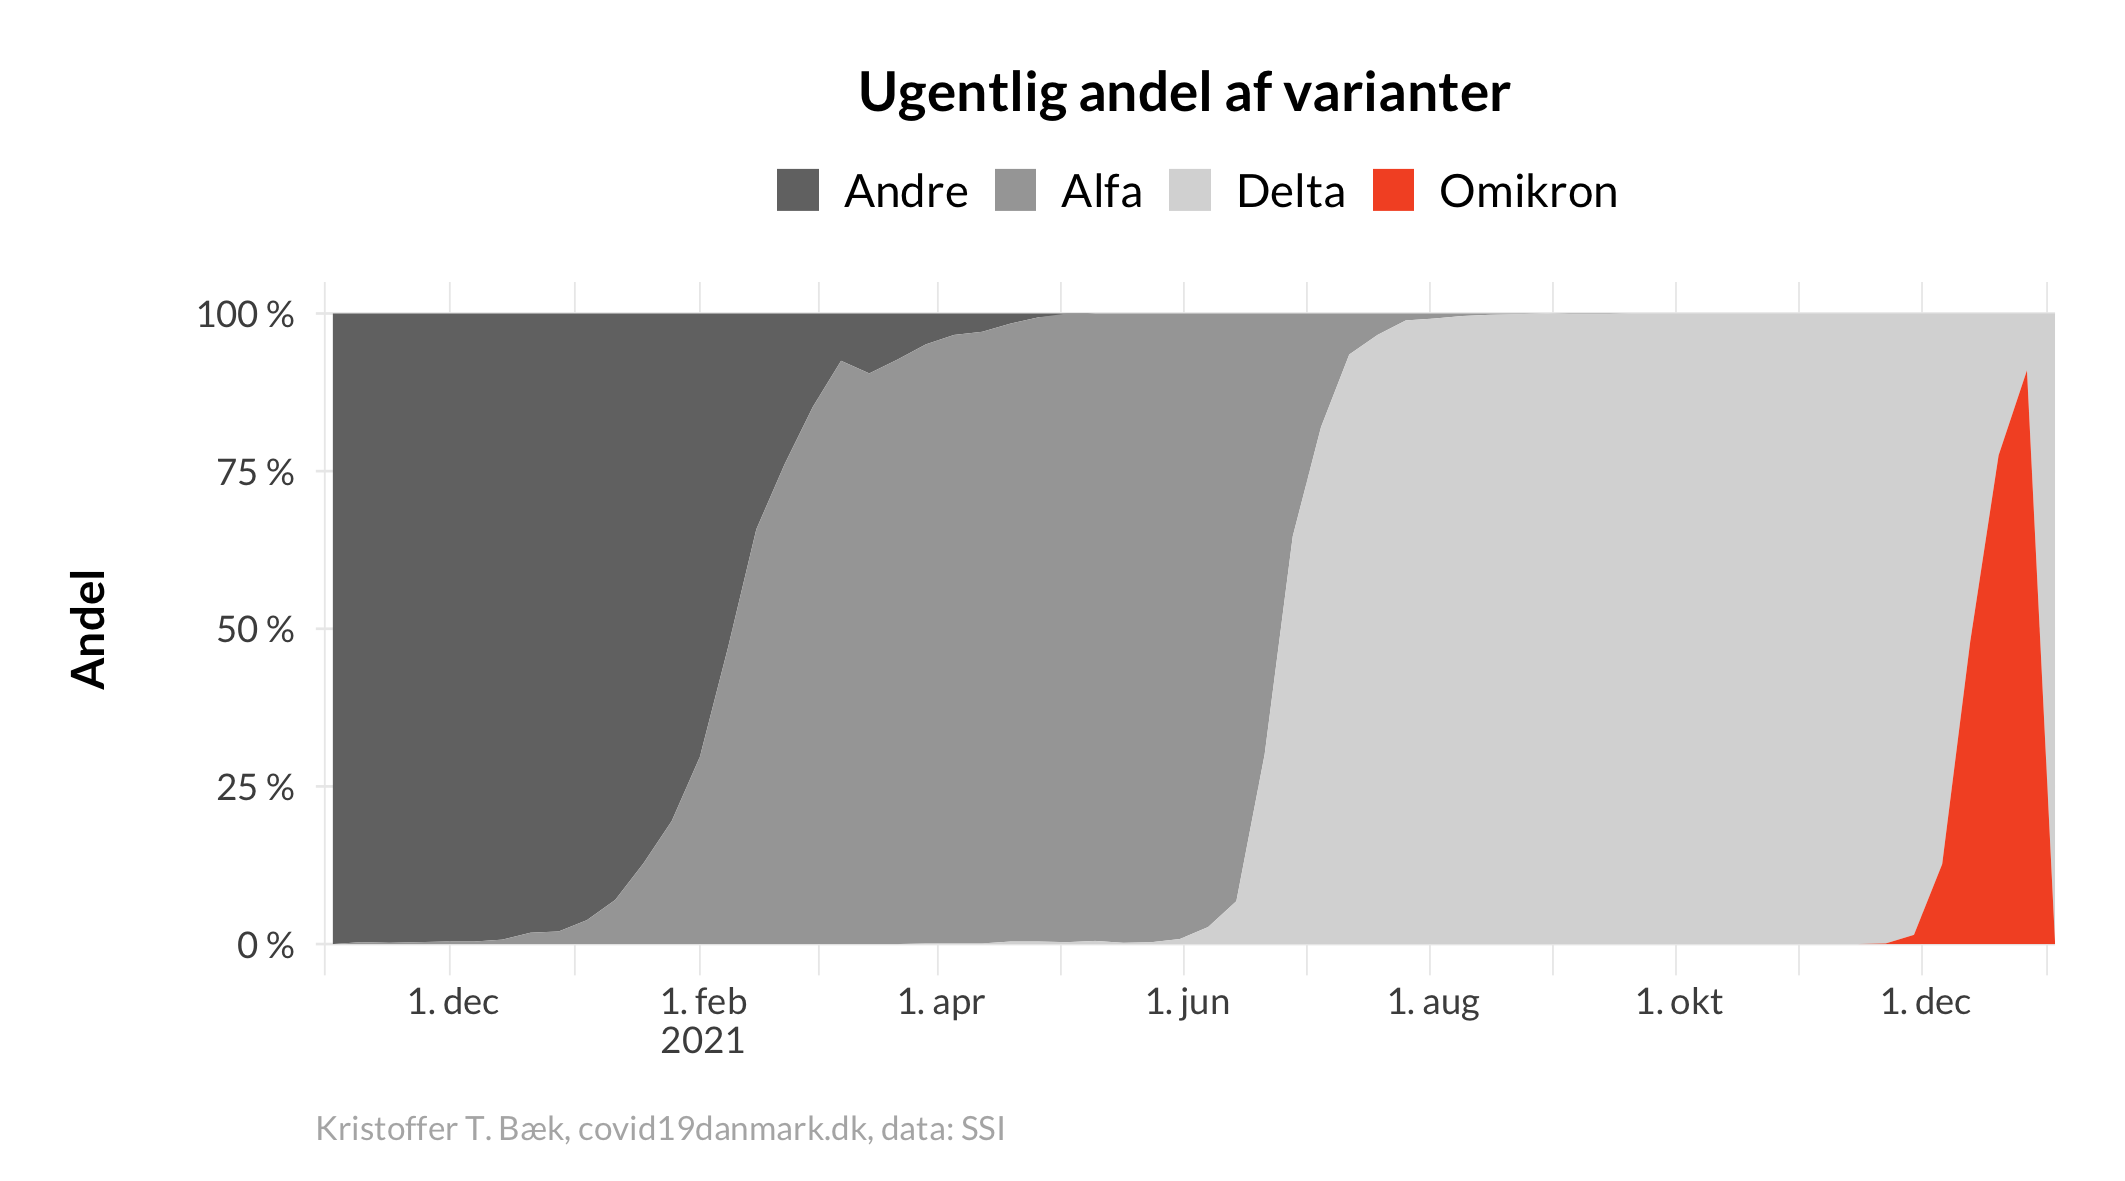 Ugentlig andel af varianter
Andre Alfa Delta Omikron
100 %
75 %
50 %
25 %
0 %
Andel
1. dec 1. feb 1. apr 1. jun 1. aug 1. okt 1. dec
2021
Kristoffer T. Bæk, covid19danmark.dk, data: SSI